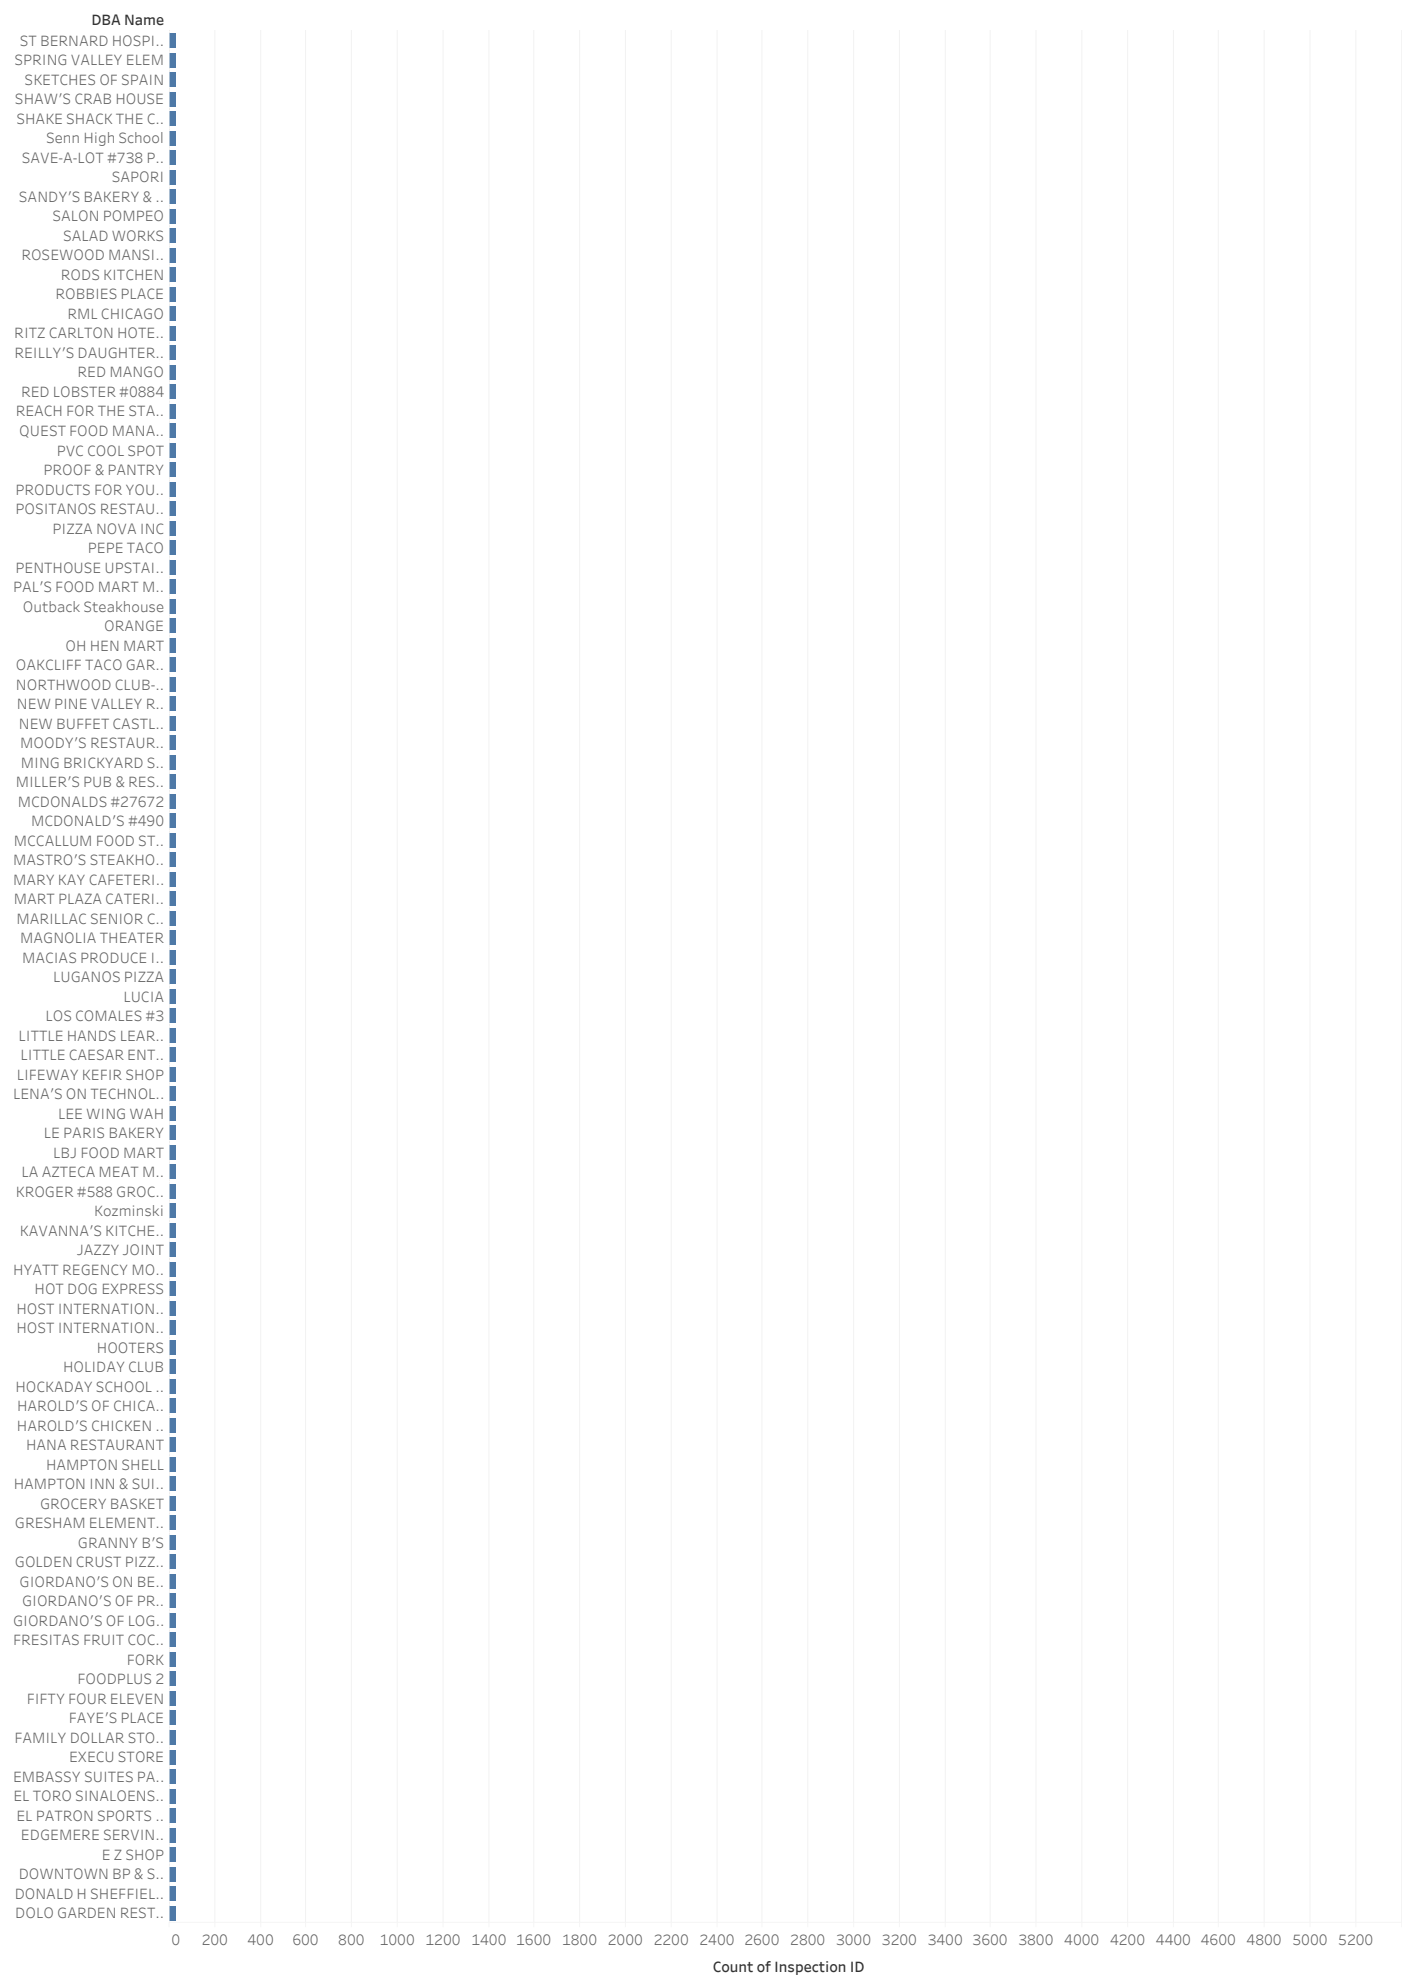 DBA Name
ST BERNARD HOSPI..
SPRING VALLEY ELEM
SKETCHES OF SPAIN
SHAW'S CRAB HOUSE
SHAKE SHACK THE C..
Senn High School
SAVE-A-LOT #738 P..
SAPORI
SANDY'S BAKERY & ..
SALON POMPEO
SALAD WORKS
ROSEWOOD MANSI..
RODS KITCHEN
ROBBIES PLACE
RML CHICAGO
RITZ CARLTON HOTE..
REILLY'S DAUGHTER..
RED MANGO
RED LOBSTER #0884
REACH FOR THE STA..
QUEST FOOD MANA..
PVC COOL SPOT
PROOF & PANTRY
PRODUCTS FOR YOU..
POSITANOS RESTAU..
PIZZA NOVA INC
PEPE TACO
PENTHOUSE UPSTAI..
PAL'S FOOD MART M..
Outback Steakhouse
ORANGE
OH HEN MART
OAKCLIFF TACO GAR..
NORTHWOOD CLUB-..
NEW PINE VALLEY R..
NEW BUFFET CASTL..
MOODY'S RESTAUR..
MING BRICKYARD S..
MILLER'S PUB & RES..
MCDONALDS #27672
MCDONALD'S #490
MCCALLUM FOOD ST..
MASTRO'S STEAKHO..
MARY KAY CAFETERI..
MART PLAZA CATERI..
MARILLAC SENIOR C..
MAGNOLIA THEATER
MACIAS PRODUCE I..
LUGANOS PIZZA
LUCIA
LOS COMALES #3
LITTLE HANDS LEAR..
LITTLE CAESAR ENT..
LIFEWAY KEFIR SHOP
LENA'S ON TECHNOL..
LEE WING WAH
LE PARIS BAKERY
LBJ FOOD MART
LA AZTECA MEAT M..
KROGER #588 GROC..
Kozminski
KAVANNA'S KITCHE..
JAZZY JOINT
HYATT REGENCY MO..
HOT DOG EXPRESS
HOST INTERNATION..
HOST INTERNATION..
HOOTERS
HOLIDAY CLUB
HOCKADAY SCHOOL ..
HAROLD'S OF CHICA..
HAROLD'S CHICKEN ..
HANA RESTAURANT
HAMPTON SHELL
HAMPTON INN & SUI..
GROCERY BASKET
GRESHAM ELEMENT..
GRANNY B'S
GOLDEN CRUST PIZZ..
GIORDANO'S ON BE..
GIORDANO'S OF PR..
GIORDANO'S OF LOG..
FRESITAS FRUIT COC..
FORK
FOODPLUS 2
FIFTY FOUR ELEVEN
FAYE'S PLACE
FAMILY DOLLAR STO..
EXECU STORE
EMBASSY SUITES PA..
EL TORO SINALOENS..
EL PATRON SPORTS ..
EDGEMERE SERVIN..
E Z SHOP
DOWNTOWN BP & S..
DONALD H SHEFFIEL..
DOLO GARDEN REST..
0 200 400 600 800 1000 1200 1400 1600 1800 2000 2200 2400 2600 2800 3000 3200 3400 3600 3800 4000 4200 4400 4600 4800 5000 5200
Count of Inspection ID